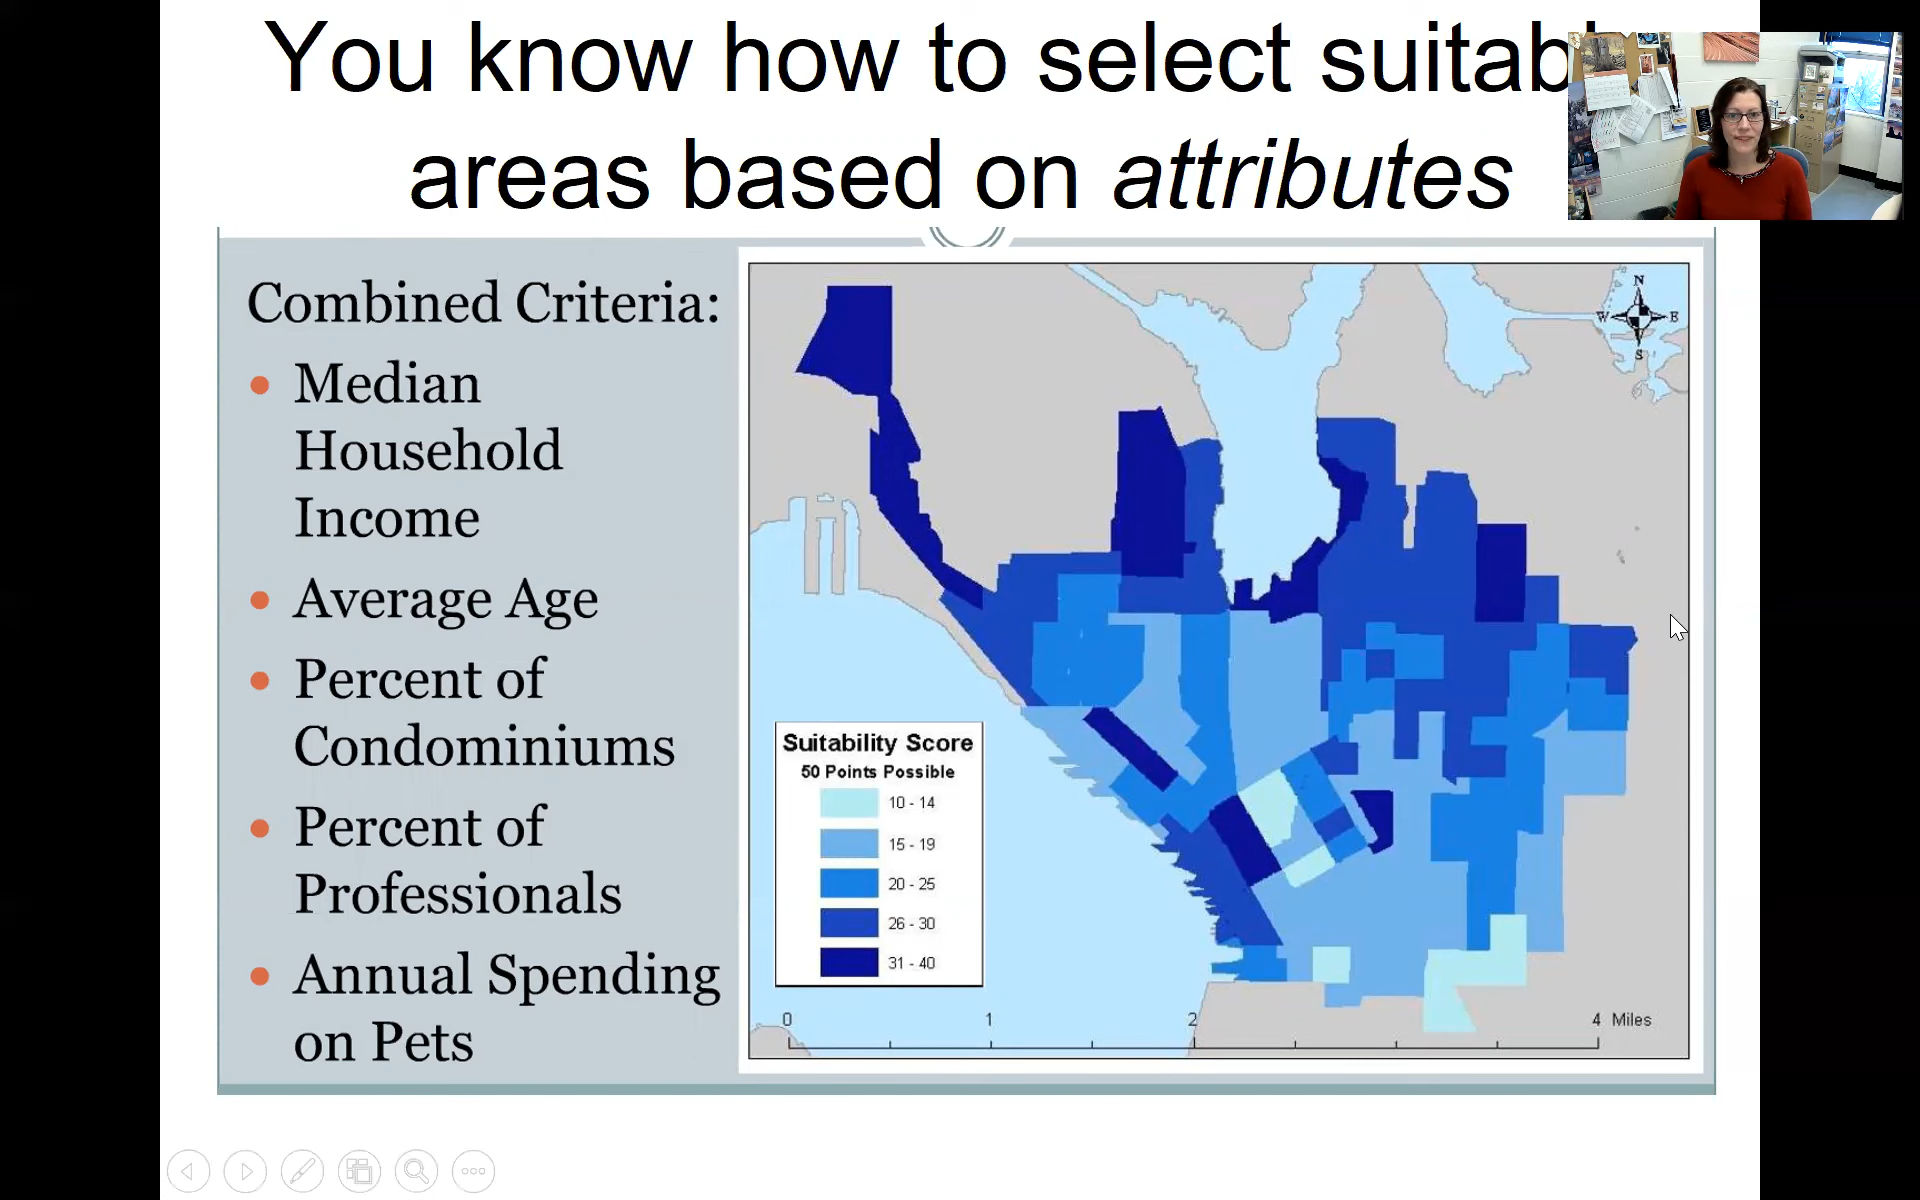 You know how to select suitab
areas based on attributes
Combined Criteria:
Median
Household
Income
Average Age
Percent of
Condominiums
Percent of
Professionals
Annual Spending
on Pets
N
W E
S
Suitability Score
50 Points Possible
10 - 14
15 - 19
20 - 25
26 - 30
31 - 40
0 1 2 4 Miles